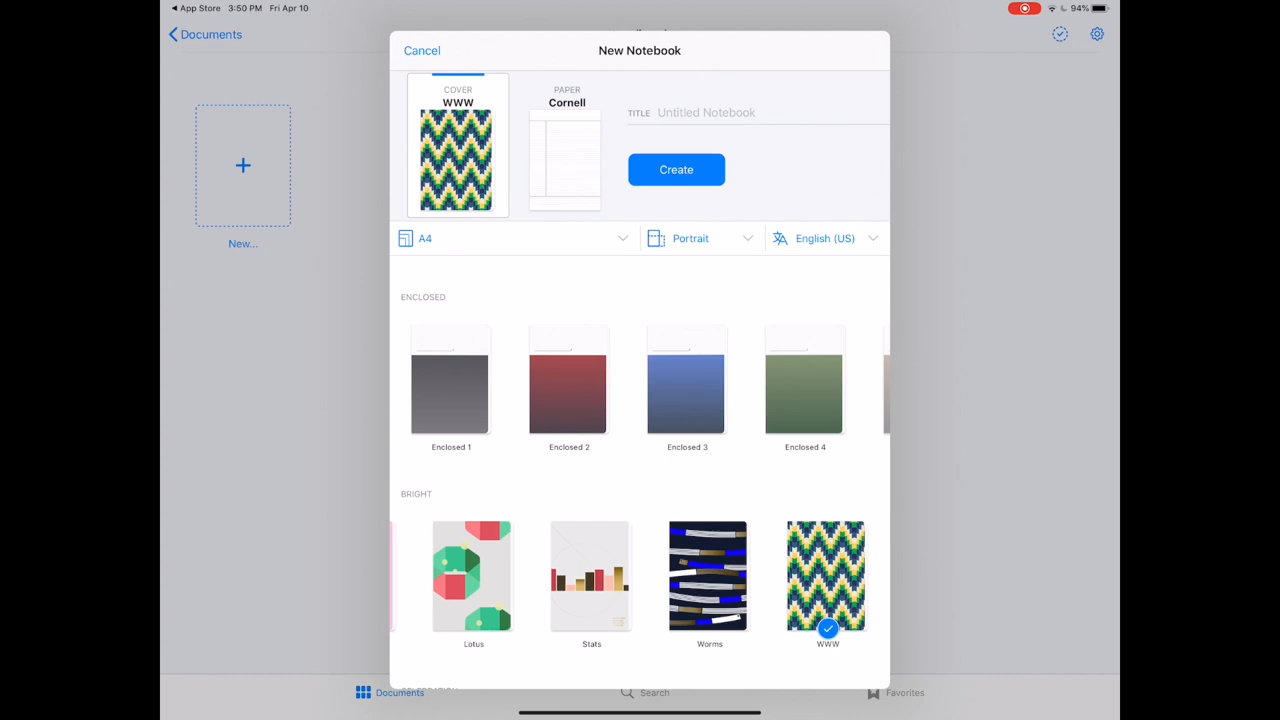 App Store 3:50 PM Fri Apr 10 94%
Documents
Cancel New Notebook
COVER PAPER
WWW Cornell
TITLE Untitled Notebook
Create
New...
A4 Portrait English (US)
ENCLOSED
Enclosed 1 Enclosed 2 Enclosed 3 Enclosed 4
BRIGHT
Lotus Stats Worms WWW
Documents Search Favorites